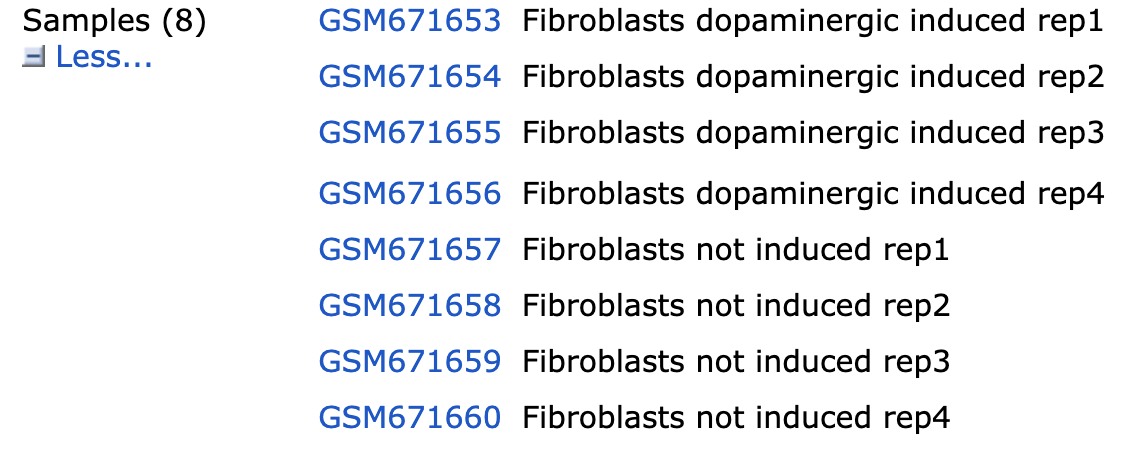 Samples (8) GSM671653 Fibroblasts dopaminergic induced rep1
Less... GSM671654 Fibroblasts dopaminergic induced rep2
GSM671655 Fibroblasts dopaminergic induced rep3
GSM671656 Fibroblasts dopaminergic induced rep4
GSM671657 Fibroblasts not induced rep1
GSM671658 Fibroblasts not induced rep2
GSM671659 Fibroblasts not induced rep3
GSM671660 Fibroblasts not induced rep4